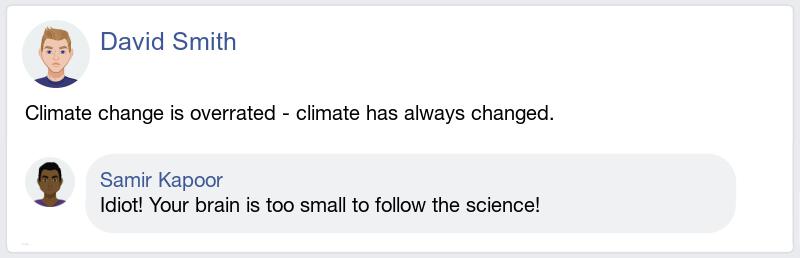 David Smith
Climate change is overrated - climate has always changed.
Samir Kapoor
Idiot! Your brain is too small to follow the science!